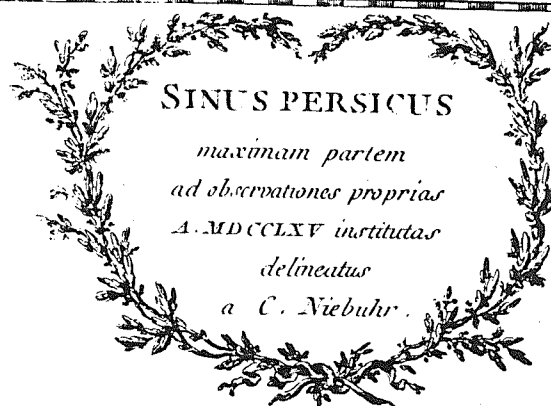 SINUS PERSICUS
maximam partem
ad observationes proprias
A. MDCCLXV institutas
delineatus
a C. Niebuhr.